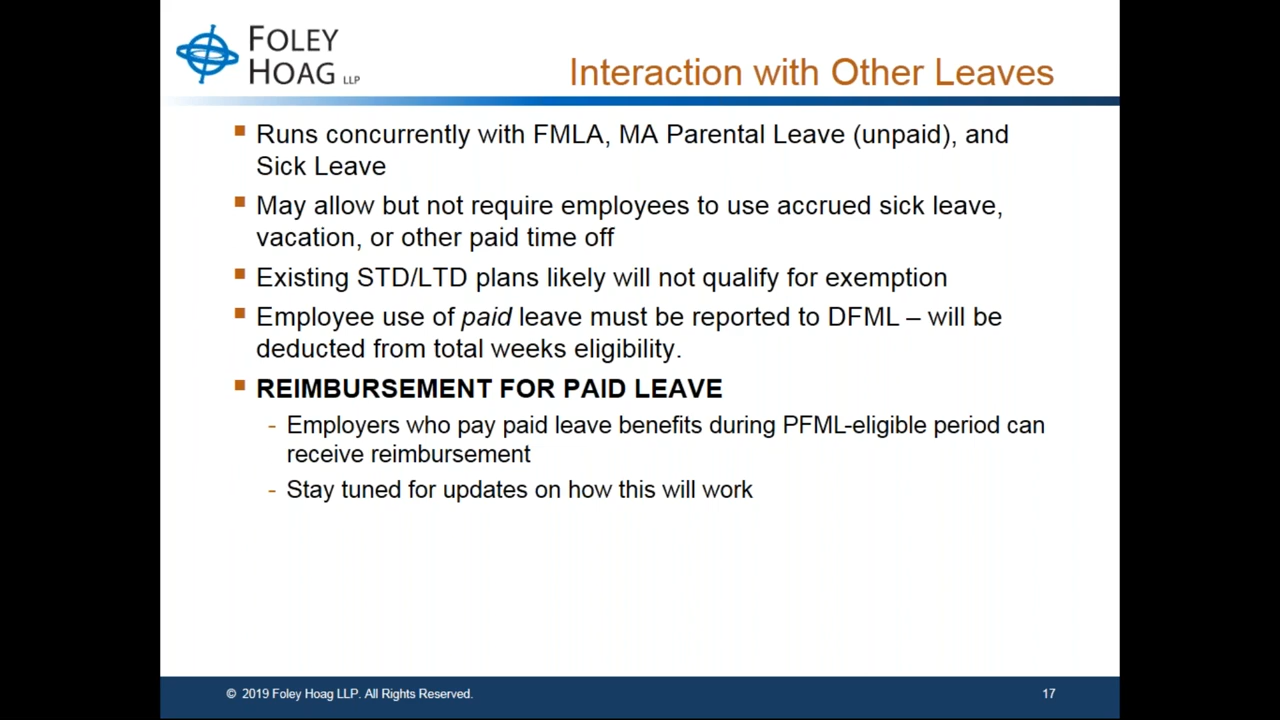 FOLEY
HOAG LLP
Interaction with Other Leaves
Runs concurrently with FMLA, MA Parental Leave (unpaid), and
Sick Leave
May allow but not require employees to use accrued sick leave,
vacation, or other paid time off
Existing STD/LTD plans likely will not qualify for exemption
Employee use of paid leave must be reported to DFML – will be
deducted from total weeks eligibility.
REIMBURSEMENT FOR PAID LEAVE
- Employers who pay paid leave benefits during PFML-eligible period can
receive reimbursement
- Stay tuned for updates on how this will work
© 2019 Foley Hoag LLP. All Rights Reserved.
17